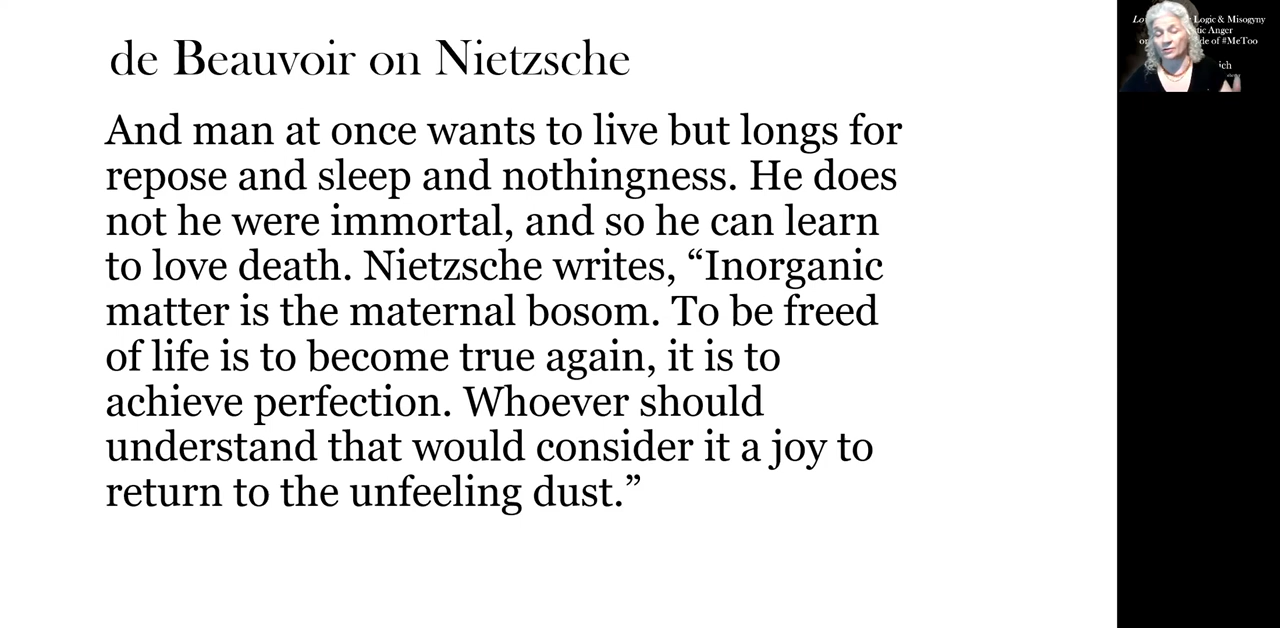 de Beauvoir on Nietzsche
And man at once wants to live but longs for
repose and sleep and nothingness. He does
not he were immortal, and so he can learn
to love death. Nietzsche writes, “Inorganic
matter is the maternal bosom. To be freed
of life is to become true again, it is to
achieve perfection. Whoever should
understand that would consider it a joy to
return to the unfeeling dust.”
Logic & Misogyny
Anger
of #MeToo